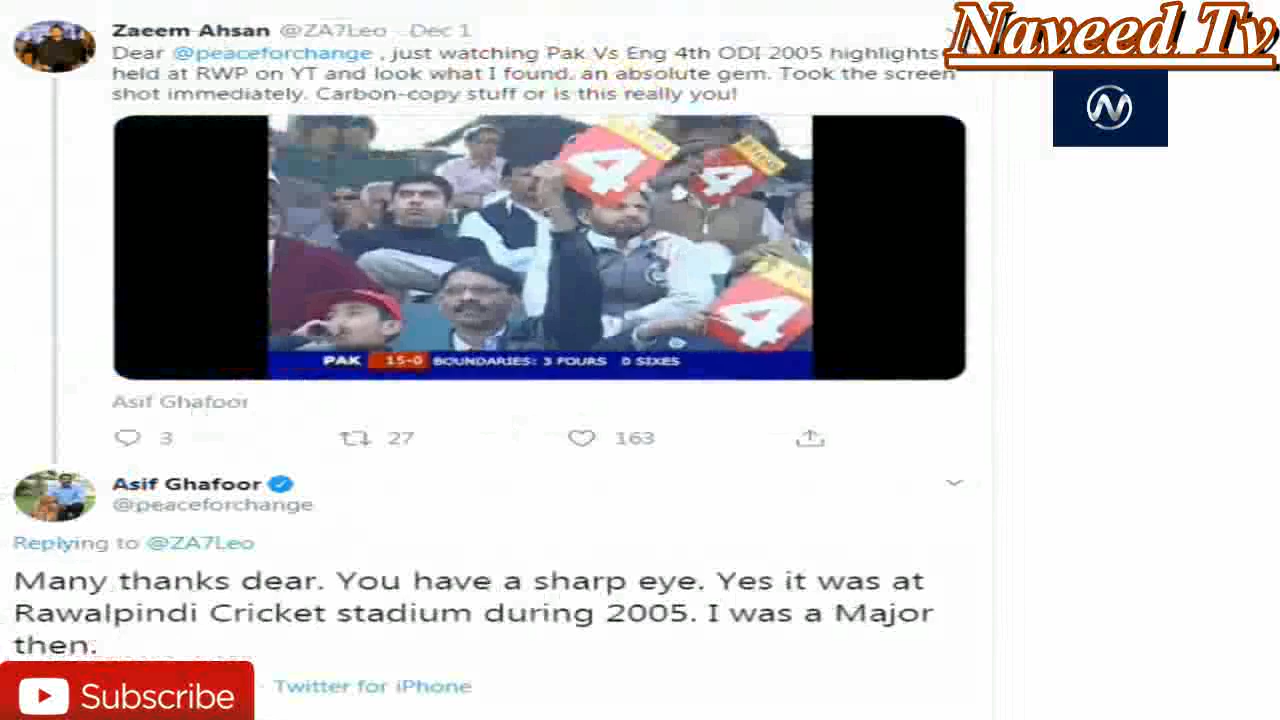 Naveed Tv
Zaeem Ahsan @ZA7Leo · Dec 1
Dear @peaceforchange , just watching Pak Vs Eng 4th ODI 2005 highlights
held at RWP on YT and look what I found. an absolute gem. Took the screen
shot immediately. Carbon-copy stuff or is this really you!
4
4
4
PAK 15-0 BOUNDARIES: 3 FOURS 0 SIXES
Asif Ghafoor
3 27 163
Asif Ghafoor
@peaceforchange
Replying to @ZA7Leo
Many thanks dear. You have a sharp eye. Yes it was at
Rawalpindi Cricket stadium during 2005. I was a Major
then.
Subscribe · Twitter for iPhone